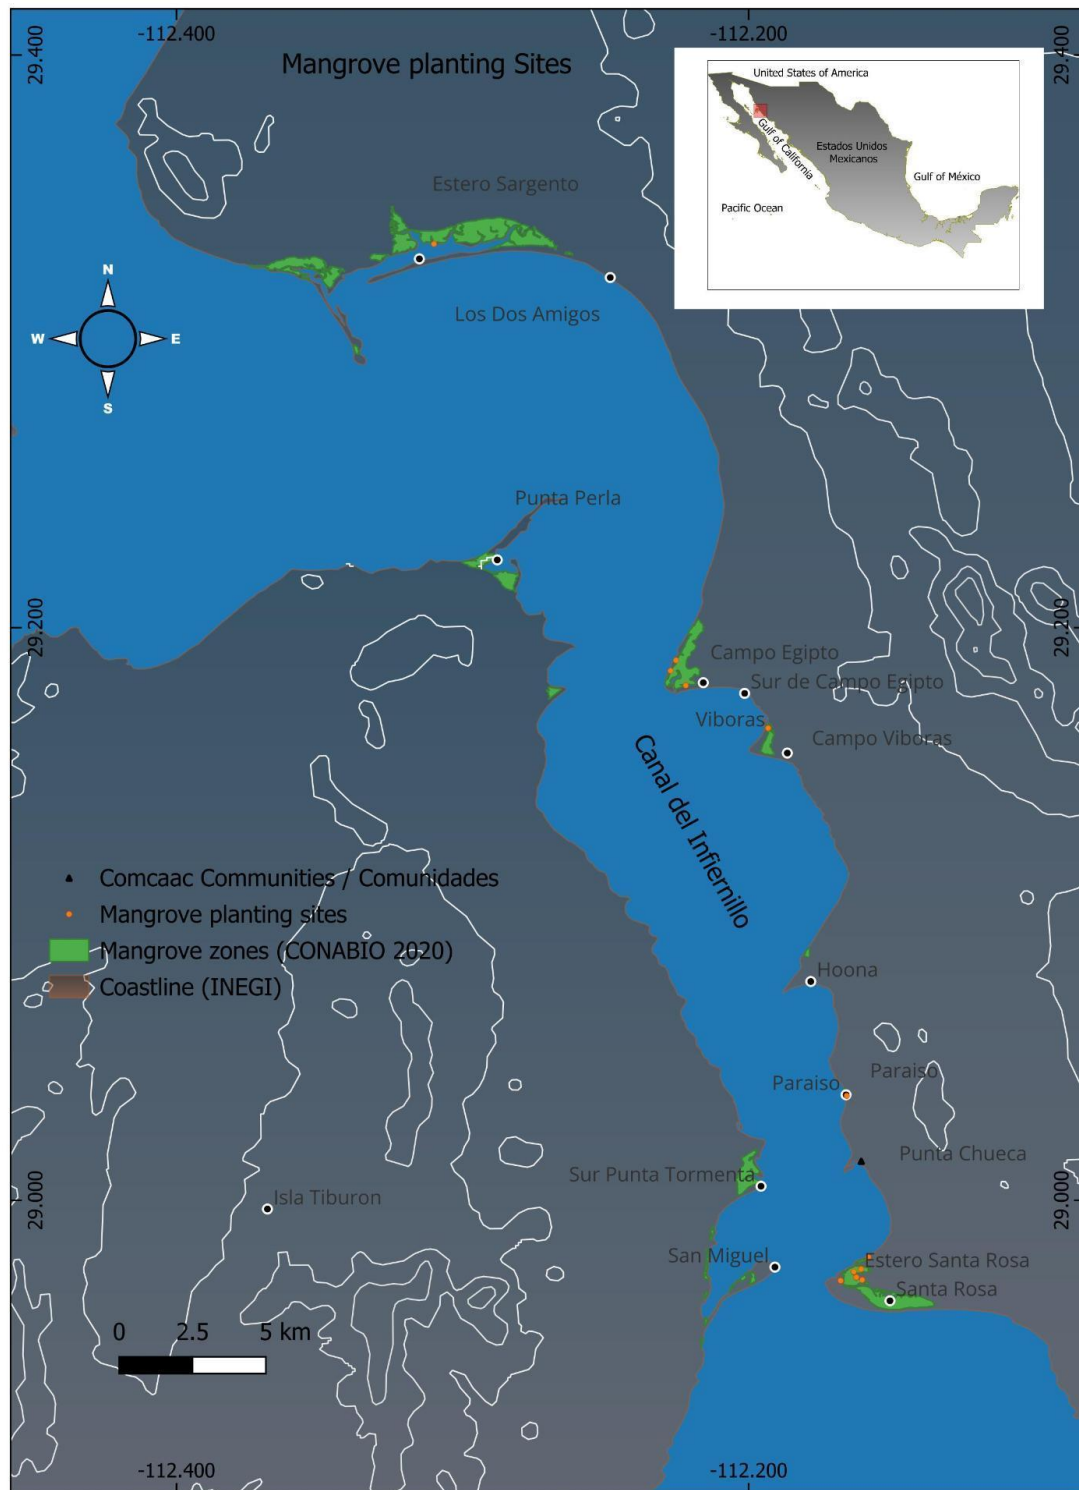 -112.400
-112.200
29.400
29.400
Mangrove planting Sites
United States of America
Gulf of California
Estados Unidos
Mexicanos
Gulf of México
Pacific Ocean
Estero Sargento
Los Dos Amigos
N
W
E
S
Punta Perla
29.200
29.200
Campo Egipto
Sur de Campo Egipto
Viboras
Campo Viboras
Canal del Infiernillo
Comcaac Communities / Comunidades
Mangrove planting sites
Mangrove zones (CONABIO 2020)
Coastline (INEGI)
Hoona
Paraiso
Paraiso
Punta Chueca
Sur Punta Tormenta
29.000
29.000
Isla Tiburon
San Miguel
Estero Santa Rosa
Santa Rosa
0 2.5 5 km
-112.400
-112.200